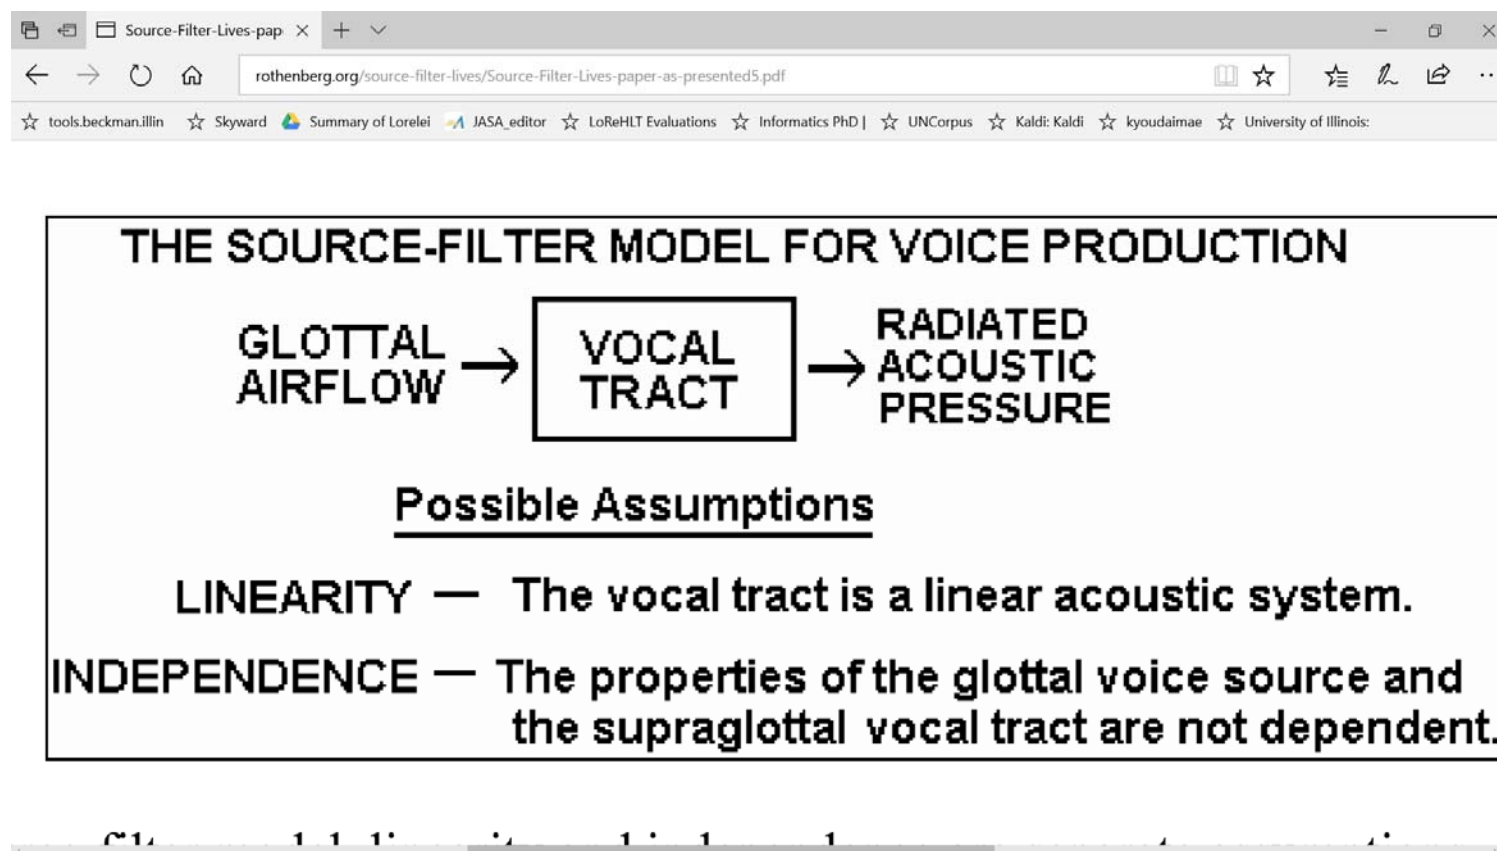 Source-Filter-Lives-pap
rothenberg.org/source-filter-lives/Source-Filter-Lives-paper-as-presented5.pdf
tools.beckman.illin Skyward Summary of Lorelei JASA_editor LoReHLT Evaluations Informatics PhD | UNCorpus Kaldi: Kaldi kyoudaimae University of Illinois:
THE SOURCE-FILTER MODEL FOR VOICE PRODUCTION
GLOTTAL
AIRFLOW
VOCAL
TRACT
RADIATED
ACOUSTIC
PRESSURE
Possible Assumptions
LINEARITY — The vocal tract is a linear acoustic system.
INDEPENDENCE — The properties of the glottal voice source and
the supraglottal vocal tract are not dependent.